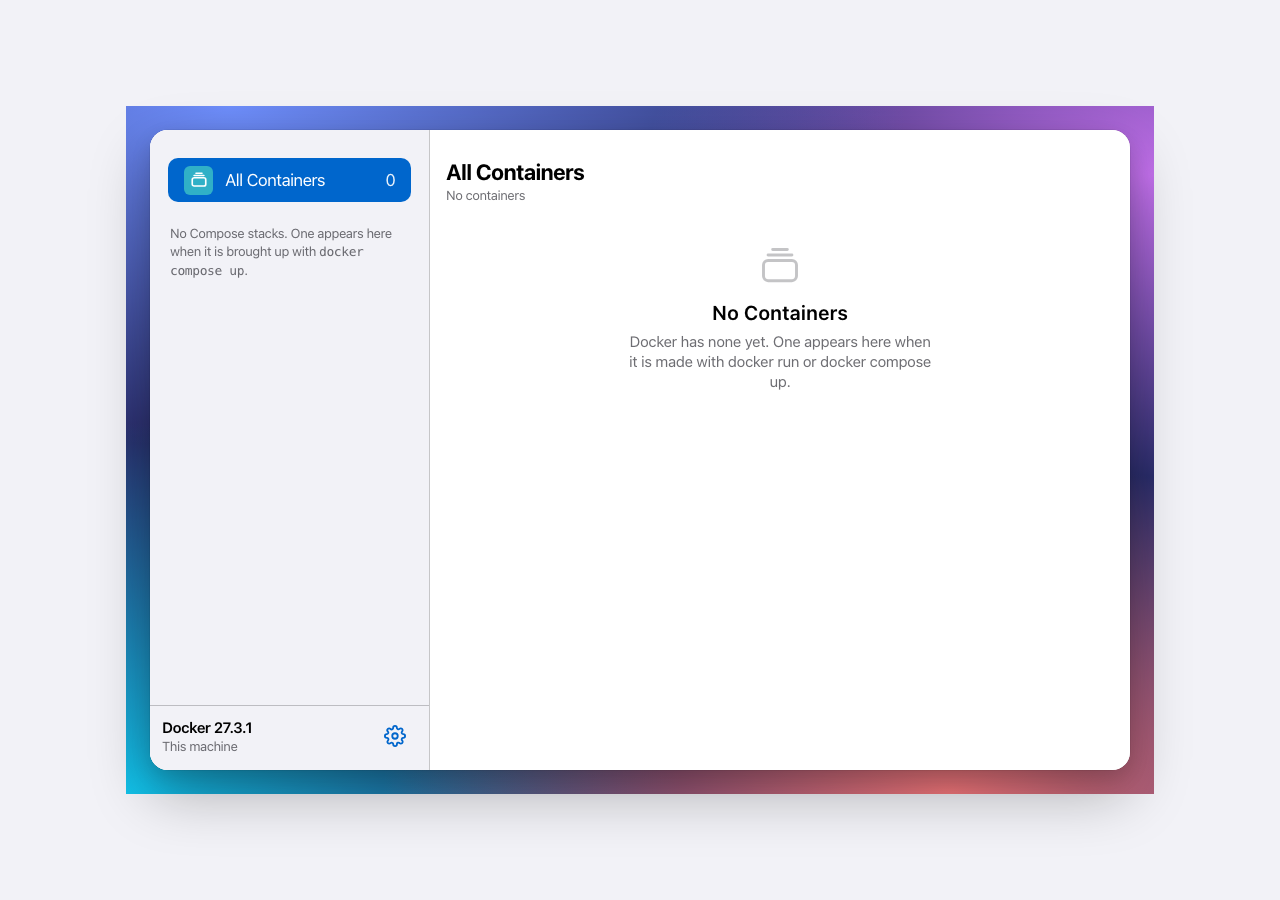 All Containers 0
No Compose stacks. One appears here
when it is brought up with docker
compose up.
Docker 27.3.1
This machine
All Containers
No containers
No Containers
Docker has none yet. One appears here when
it is made with docker run or docker compose
up.